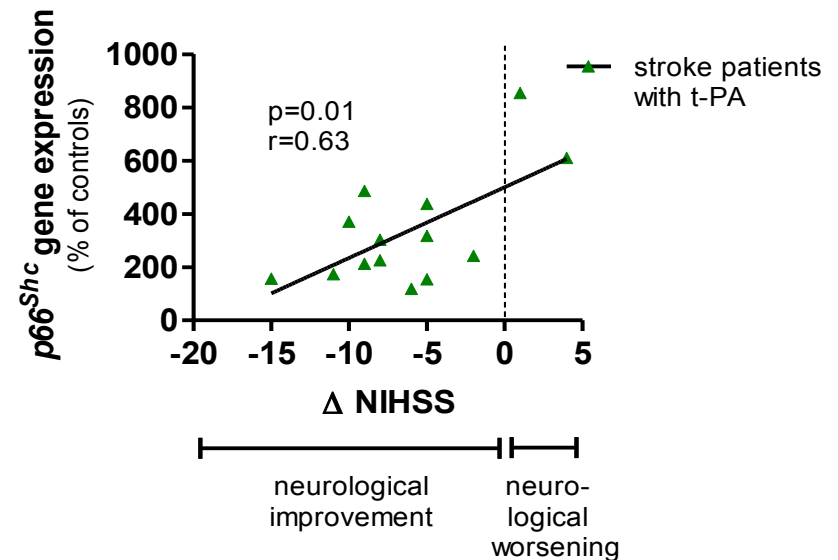 p66Shc gene expression
(% of controls)
1000
800
600
400
200
0
p=0.01
r=0.63
stroke patients
with t-PA
-20 -15 -10 -5 0 5
Δ NIHSS
neurological
improvement
neuro-
logical
worsening